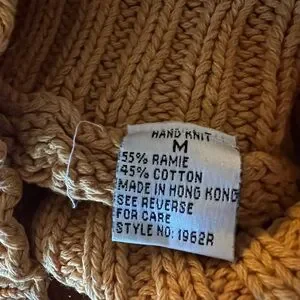 HAND KNIT
M
55% RAMIE
45% COTTON
MADE IN HONG KONG
SEE REVERSE
FOR CARE
STYLE NO: 1962R